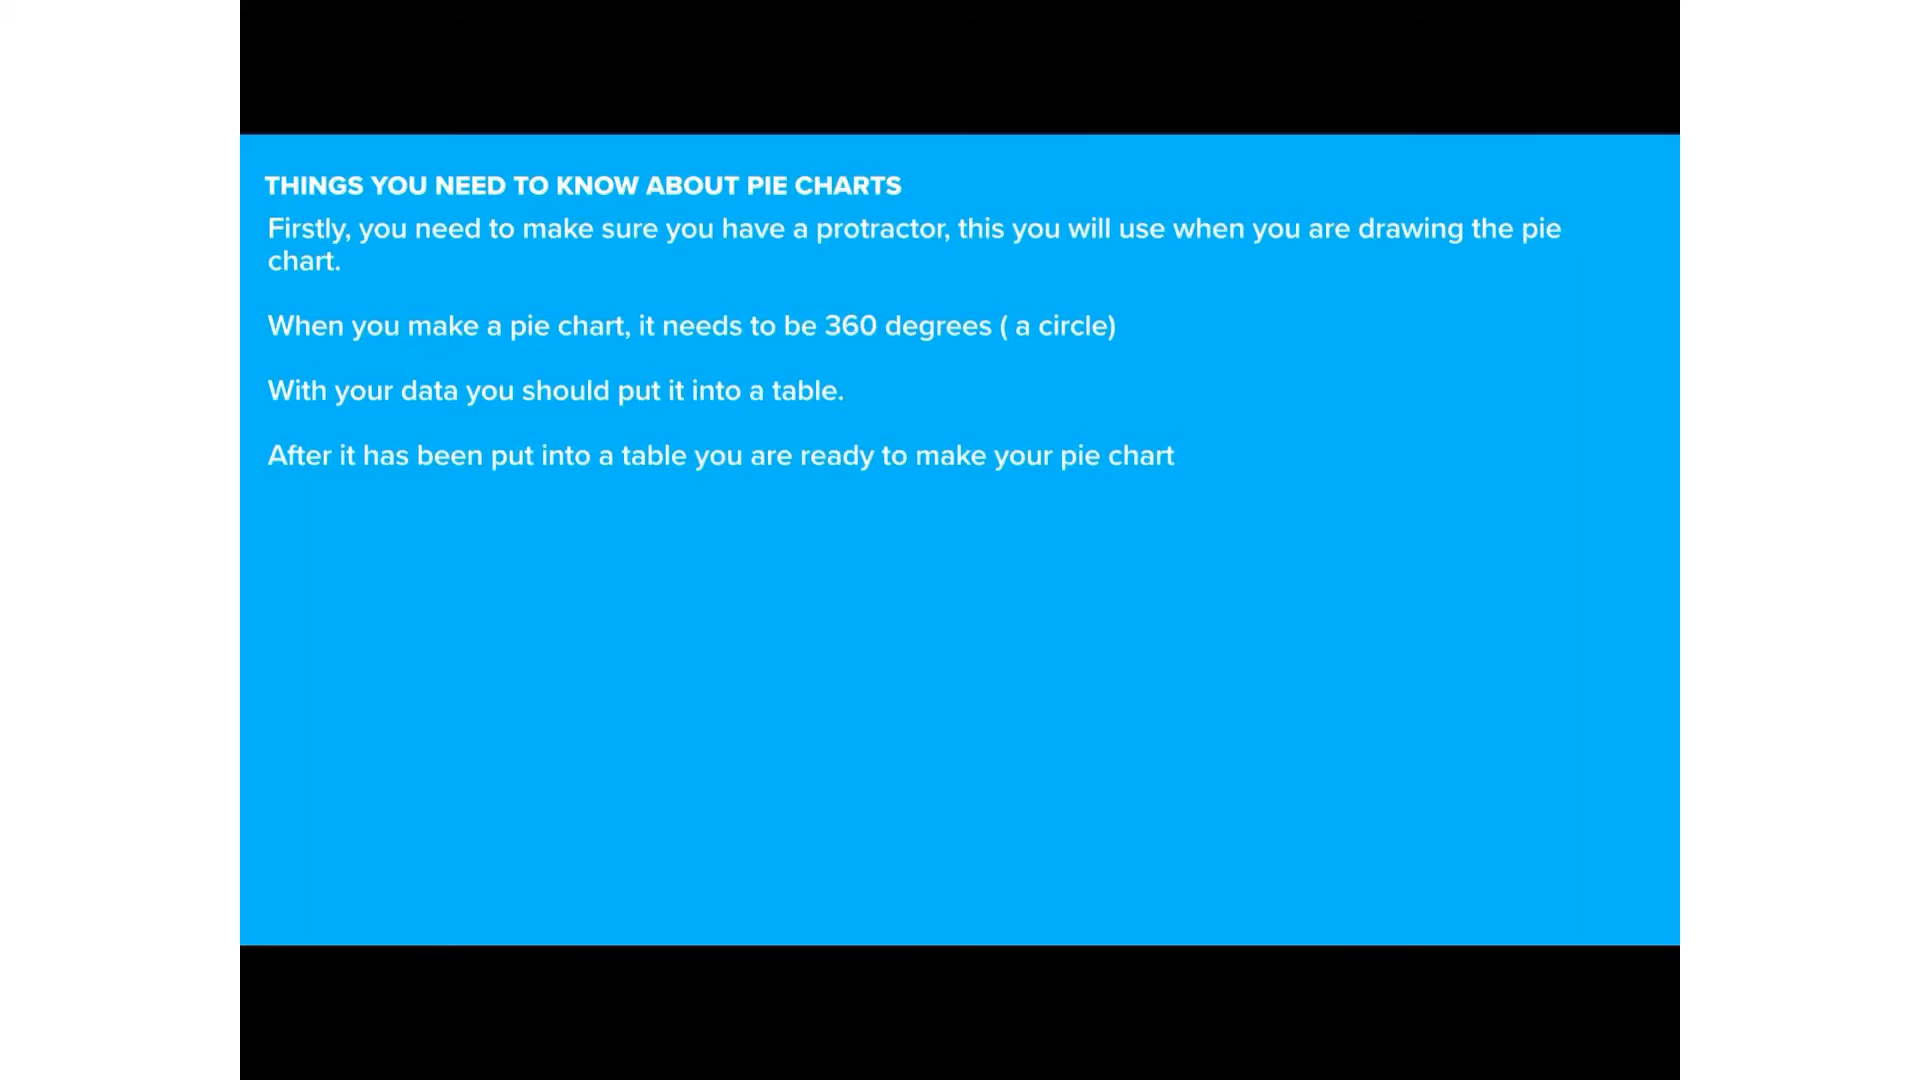 THINGS YOU NEED TO KNOW ABOUT PIE CHARTS
Firstly, you need to make sure you have a protractor, this you will use when you are drawing the pie
chart.
When you make a pie chart, it needs to be 360 degrees ( a circle)
With your data you should put it into a table.
After it has been put into a table you are ready to make your pie chart